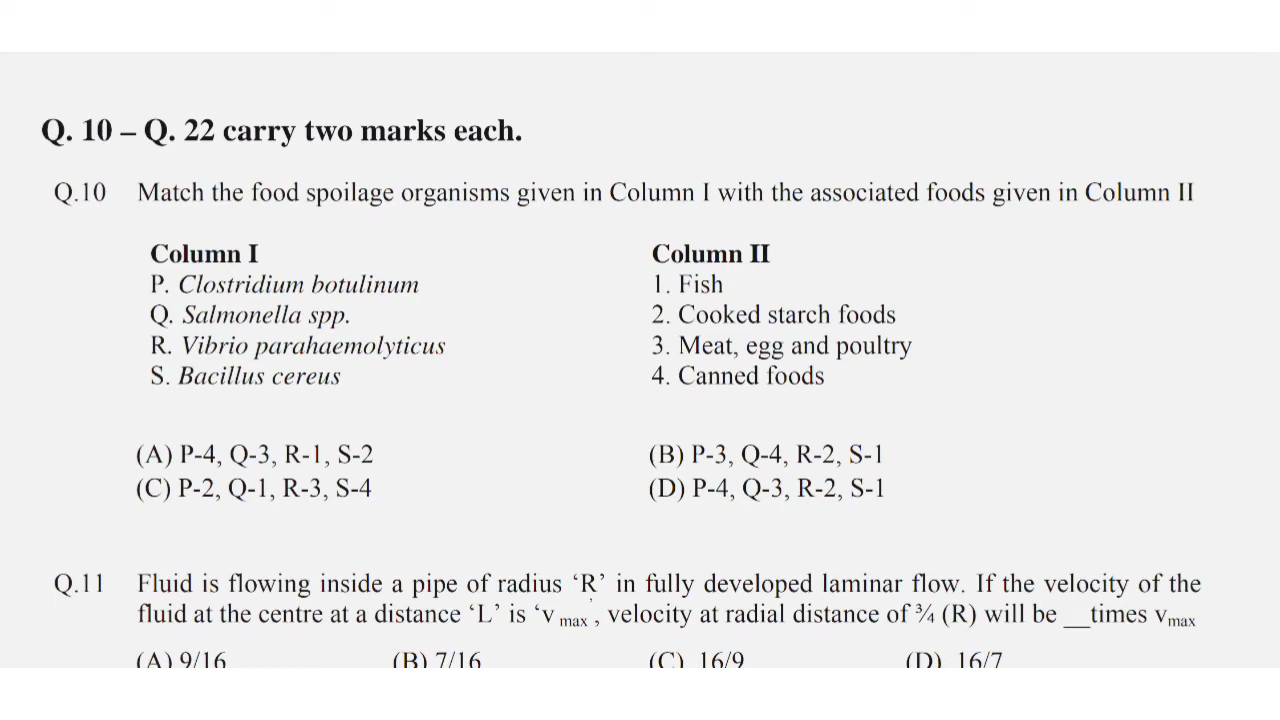 Q. 10 – Q. 22 carry two marks each.
Q.10 Match the food spoilage organisms given in Column I with the associated foods given in Column II
Column I Column II
P. Clostridium botulinum 1. Fish
Q. Salmonella spp. 2. Cooked starch foods
R. Vibrio parahaemolyticus 3. Meat, egg and poultry
S. Bacillus cereus 4. Canned foods
(A) P-4, Q-3, R-1, S-2 (B) P-3, Q-4, R-2, S-1
(C) P-2, Q-1, R-3, S-4 (D) P-4, Q-3, R-2, S-1
Q.11 Fluid is flowing inside a pipe of radius ‘R’ in fully developed laminar flow. If the velocity of the
fluid at the centre at a distance ‘L’ is ‘v max , velocity at radial distance of ¾ (R) will be __times vmax
(A) 9/16 (B) 7/16 (C) 16/9 (D) 16/7